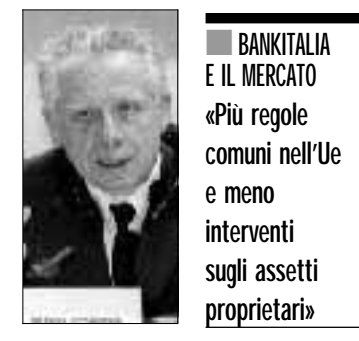 BANKITALIA
E IL MERCATO
«Più regole
comuni nell'Ue
e meno
interventi
sugli assetti
proprietari»